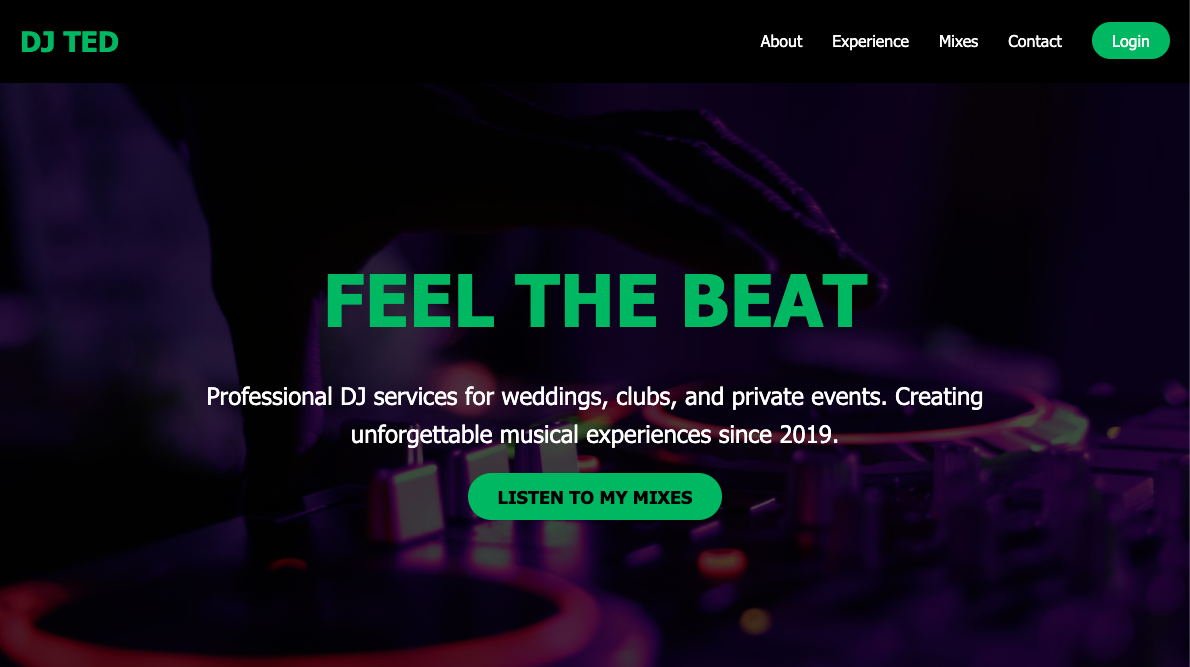 DJ TED
About Experience Mixes Contact Login
FEEL THE BEAT
Professional DJ services for weddings, clubs, and private events. Creating
unforgettable musical experiences since 2019.
LISTEN TO MY MIXES